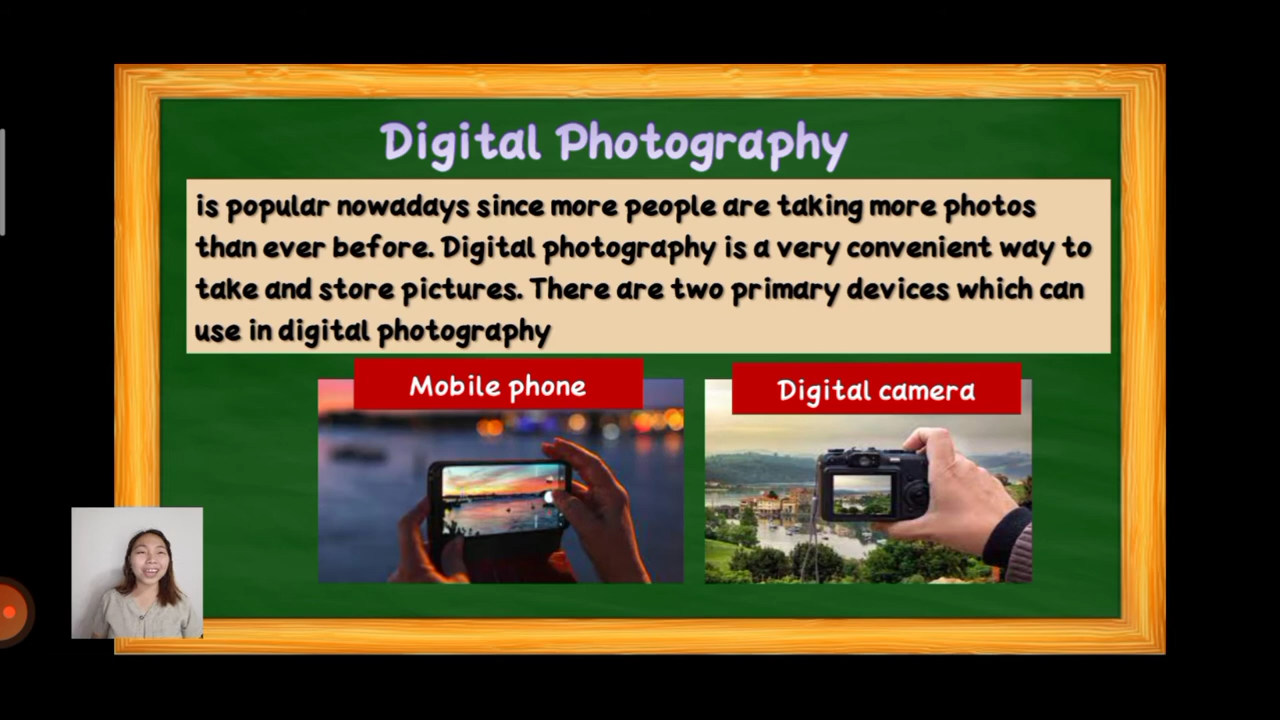 Digital Photography
is popular nowadays since more people are taking more photos
than ever before. Digital photography is a very convenient way to
take and store pictures. There are two primary devices which can
use in digital photography
Mobile phone
Digital camera